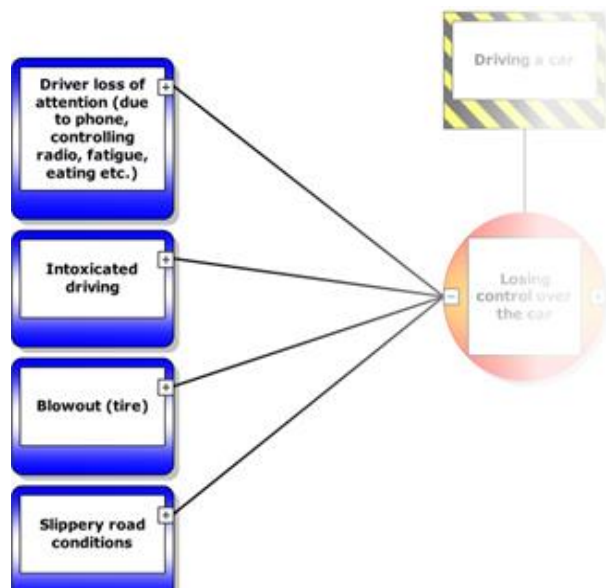 Driving a car
Driver loss of
attention (due
to phone,
controlling
radio, fatigue,
eating etc.)
Intoxicated
driving
Losing
control over
the car
Blowout (tire)
Slippery road
conditions